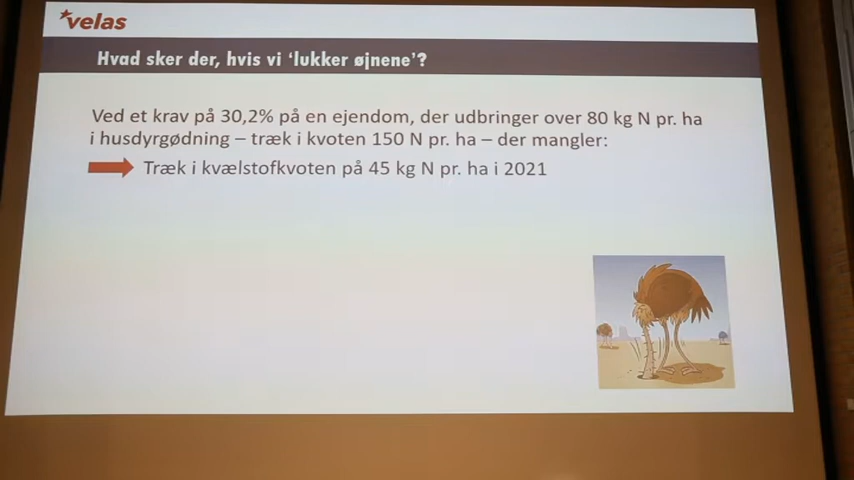 velas
Hvad sker der, hvis vi 'lukker øjnene'?
Ved et krav på 30,2% på en ejendom, der udbringer over 80 kg N pr. ha
i husdyrgødning – træk i kvoten 150 N pr. ha – der mangler:
Træk i kvælstofkvoten på 45 kg N pr. ha i 2021